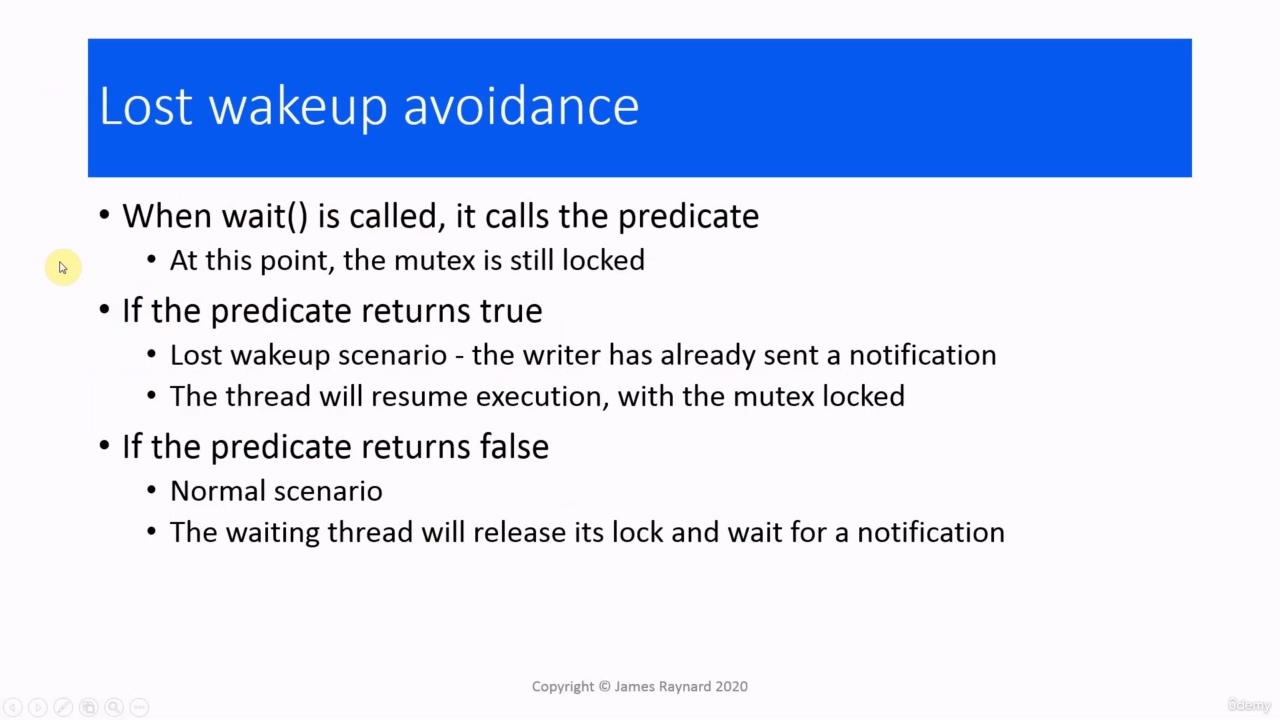 Lost wakeup avoidance
• When wait() is called, it calls the predicate
• At this point, the mutex is still locked
• If the predicate returns true
• Lost wakeup scenario - the writer has already sent a notification
• The thread will resume execution, with the mutex locked
• If the predicate returns false
• Normal scenario
• The waiting thread will release its lock and wait for a notification
Copyright © James Raynard 2020
ûdemy